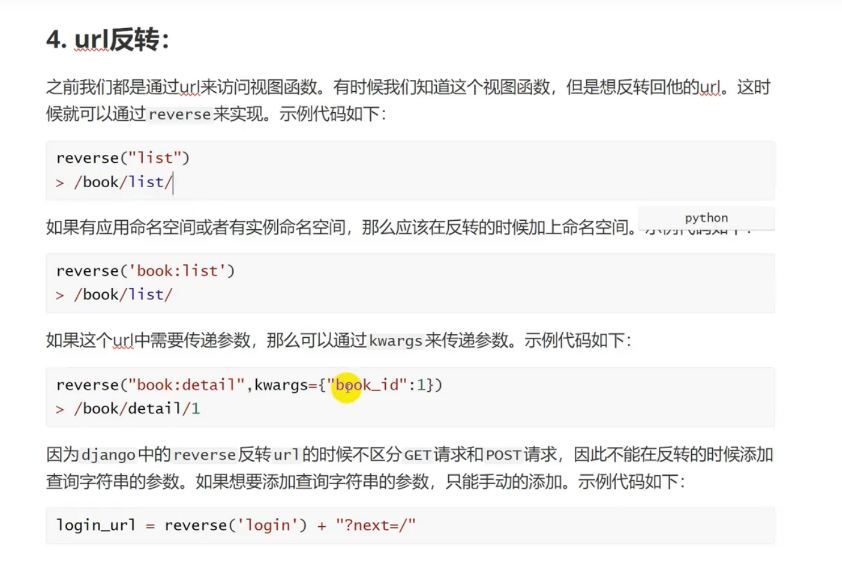 4. url反转：
之前我们都是通过url来访问视图函数。有时候我们知道这个视图函数，但是想反转回他的url。这时
候就可以通过reverse来实现。示例代码如下：
reverse("list")
> /book/list/
如果有应用命名空间或者有实例命名空间，那么应该在反转的时候加上命名空间。示例代码如下：
python
reverse('book:list')
> /book/list/
如果这个url中需要传递参数，那么可以通过kwargs来传递参数。示例代码如下：
reverse("book:detail",kwargs={"book_id":1})
> /book/detail/1
因为django中的reverse反转url的时候不区分GET请求和POST请求，因此不能在反转的时候添加
查询字符串的参数。如果想要添加查询字符串的参数，只能手动的添加。示例代码如下：
login_url = reverse('login') + "?next=/"